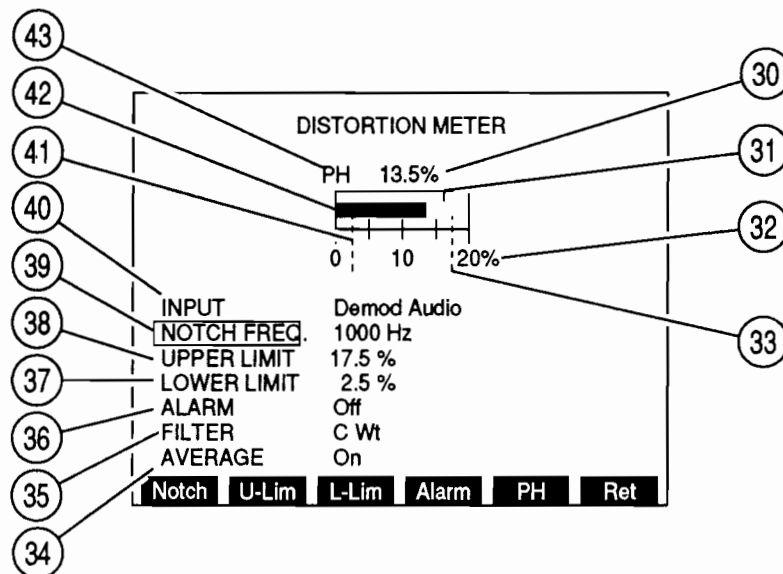 43
42
41
40
39
38
37
36
35
34
30
31
32
33
DISTORTION METER
PH 13.5%
0 10 20%
INPUT Demod Audio
NOTCH FREQ. 1000 Hz
UPPER LIMIT 17.5 %
LOWER LIMIT 2.5 %
ALARM Off
FILTER C Wt
AVERAGE On
Notch U-Lim L-Lim Alarm PH Ret